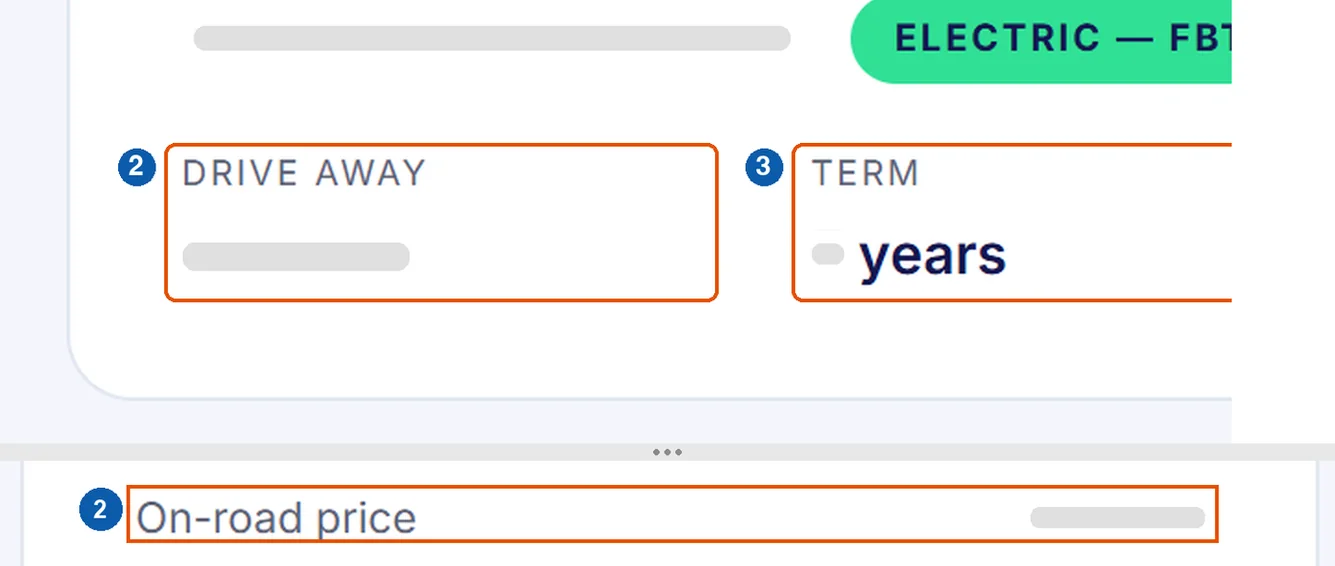 ELECTRIC — FBT
2 DRIVE AWAY
3 TERM
years
2 On-road price